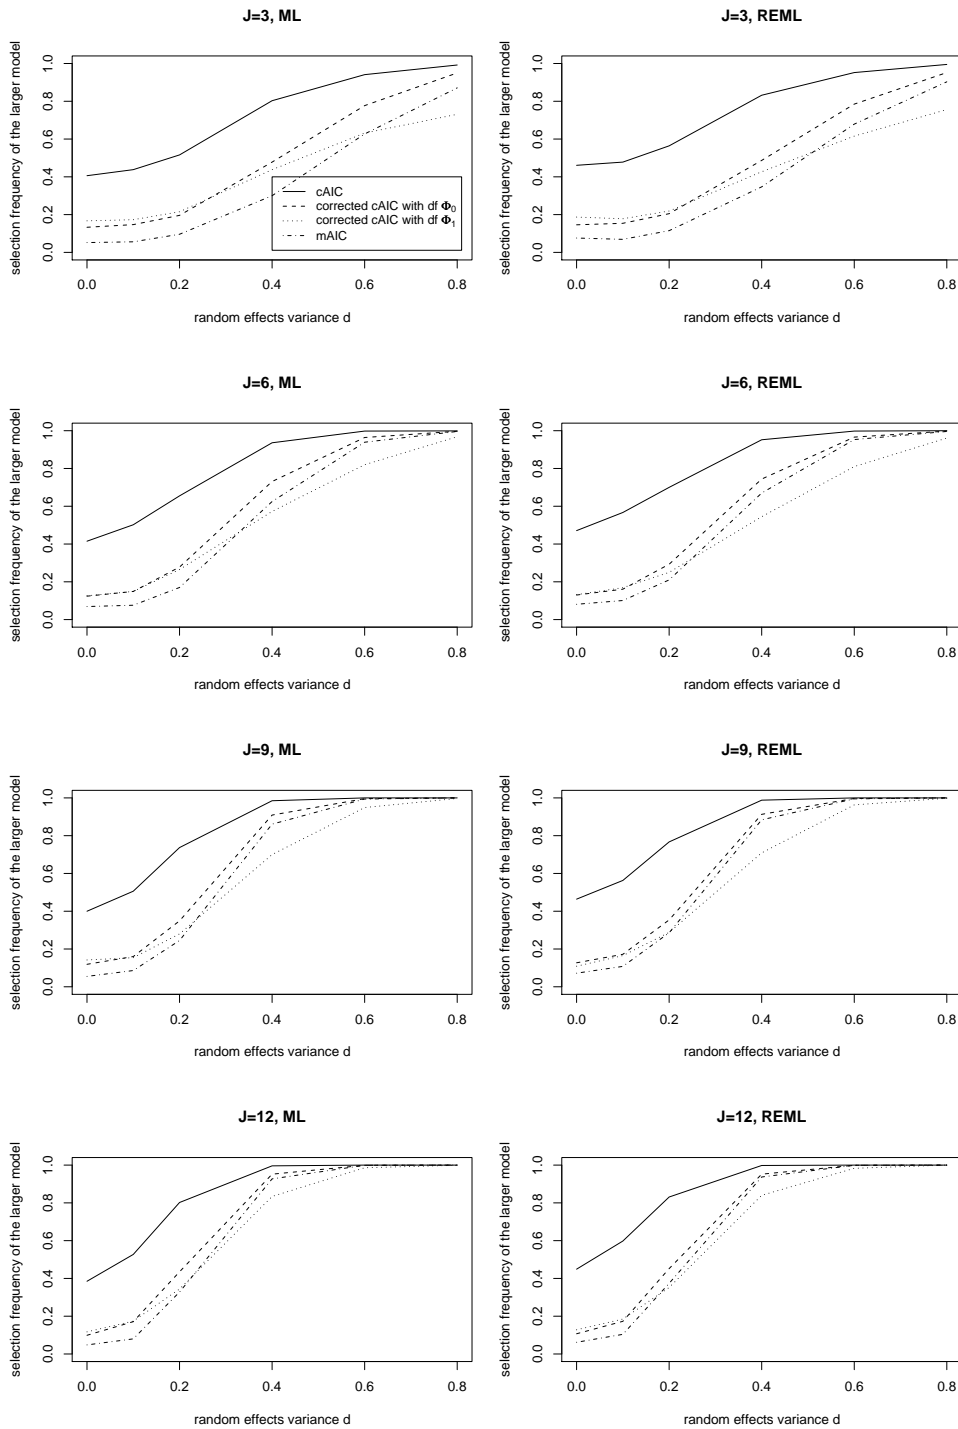 J=3, ML
selection frequency of the larger model
0.0 0.2 0.4 0.6 0.8 1.0
cAIC
corrected cAIC with df Φ0
corrected cAIC with df Φ1
mAIC
0.0 0.2 0.4 0.6 0.8
random effects variance d
J=3, REML
selection frequency of the larger model
0.0 0.2 0.4 0.6 0.8 1.0
0.0 0.2 0.4 0.6 0.8
random effects variance d
J=6, ML
selection frequency of the larger model
0.0 0.2 0.4 0.6 0.8 1.0
0.0 0.2 0.4 0.6 0.8
random effects variance d
J=6, REML
selection frequency of the larger model
0.0 0.2 0.4 0.6 0.8 1.0
0.0 0.2 0.4 0.6 0.8
random effects variance d
J=9, ML
selection frequency of the larger model
0.0 0.2 0.4 0.6 0.8 1.0
0.0 0.2 0.4 0.6 0.8
random effects variance d
J=9, REML
selection frequency of the larger model
0.0 0.2 0.4 0.6 0.8 1.0
0.0 0.2 0.4 0.6 0.8
random effects variance d
J=12, ML
selection frequency of the larger model
0.0 0.2 0.4 0.6 0.8 1.0
0.0 0.2 0.4 0.6 0.8
random effects variance d
J=12, REML
selection frequency of the larger model
0.0 0.2 0.4 0.6 0.8 1.0
0.0 0.2 0.4 0.6 0.8
random effects variance d